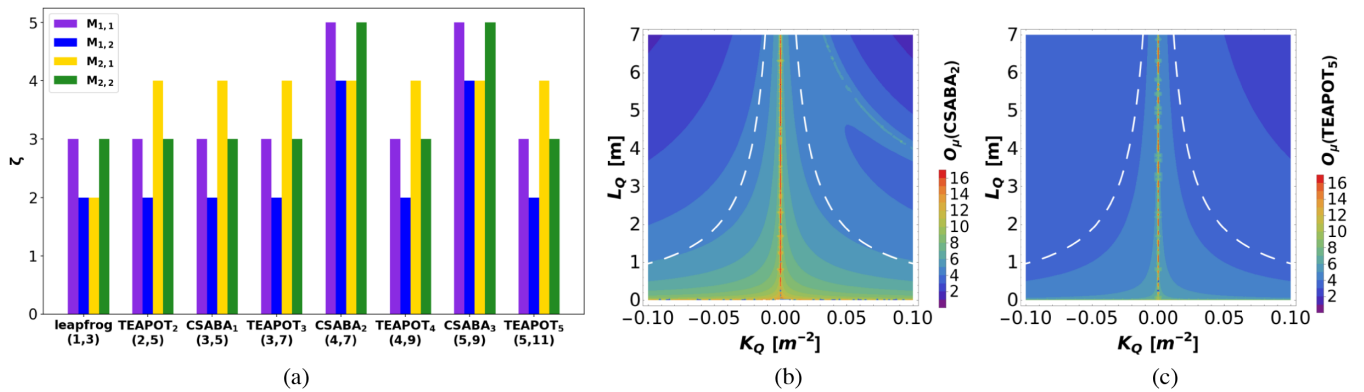 5
4
3
2
1
0
ζ
M1,1
M1,2
M2,1
M2,2
leapfrog TEAPOT2 CSABA1 TEAPOT3 CSABA2 TEAPOT4 CSABA3 TEAPOT5
(1,3) (2,5) (3,5) (3,7) (4,7) (4,9) (5,9) (5,11)
(a)
7
6
5
4
3
2
1
0
LQ [m]
−0.10 −0.05 0.00 0.05 0.10
KQ [m⁻²]
Oμ(CSABA2)
16
14
12
10
8
6
4
2
(b)
7
6
5
4
3
2
1
0
LQ [m]
−0.10 −0.05 0.00 0.05 0.10
KQ [m⁻²]
Oμ(TEAPOT5)
16
14
12
10
8
6
4
2
(c)